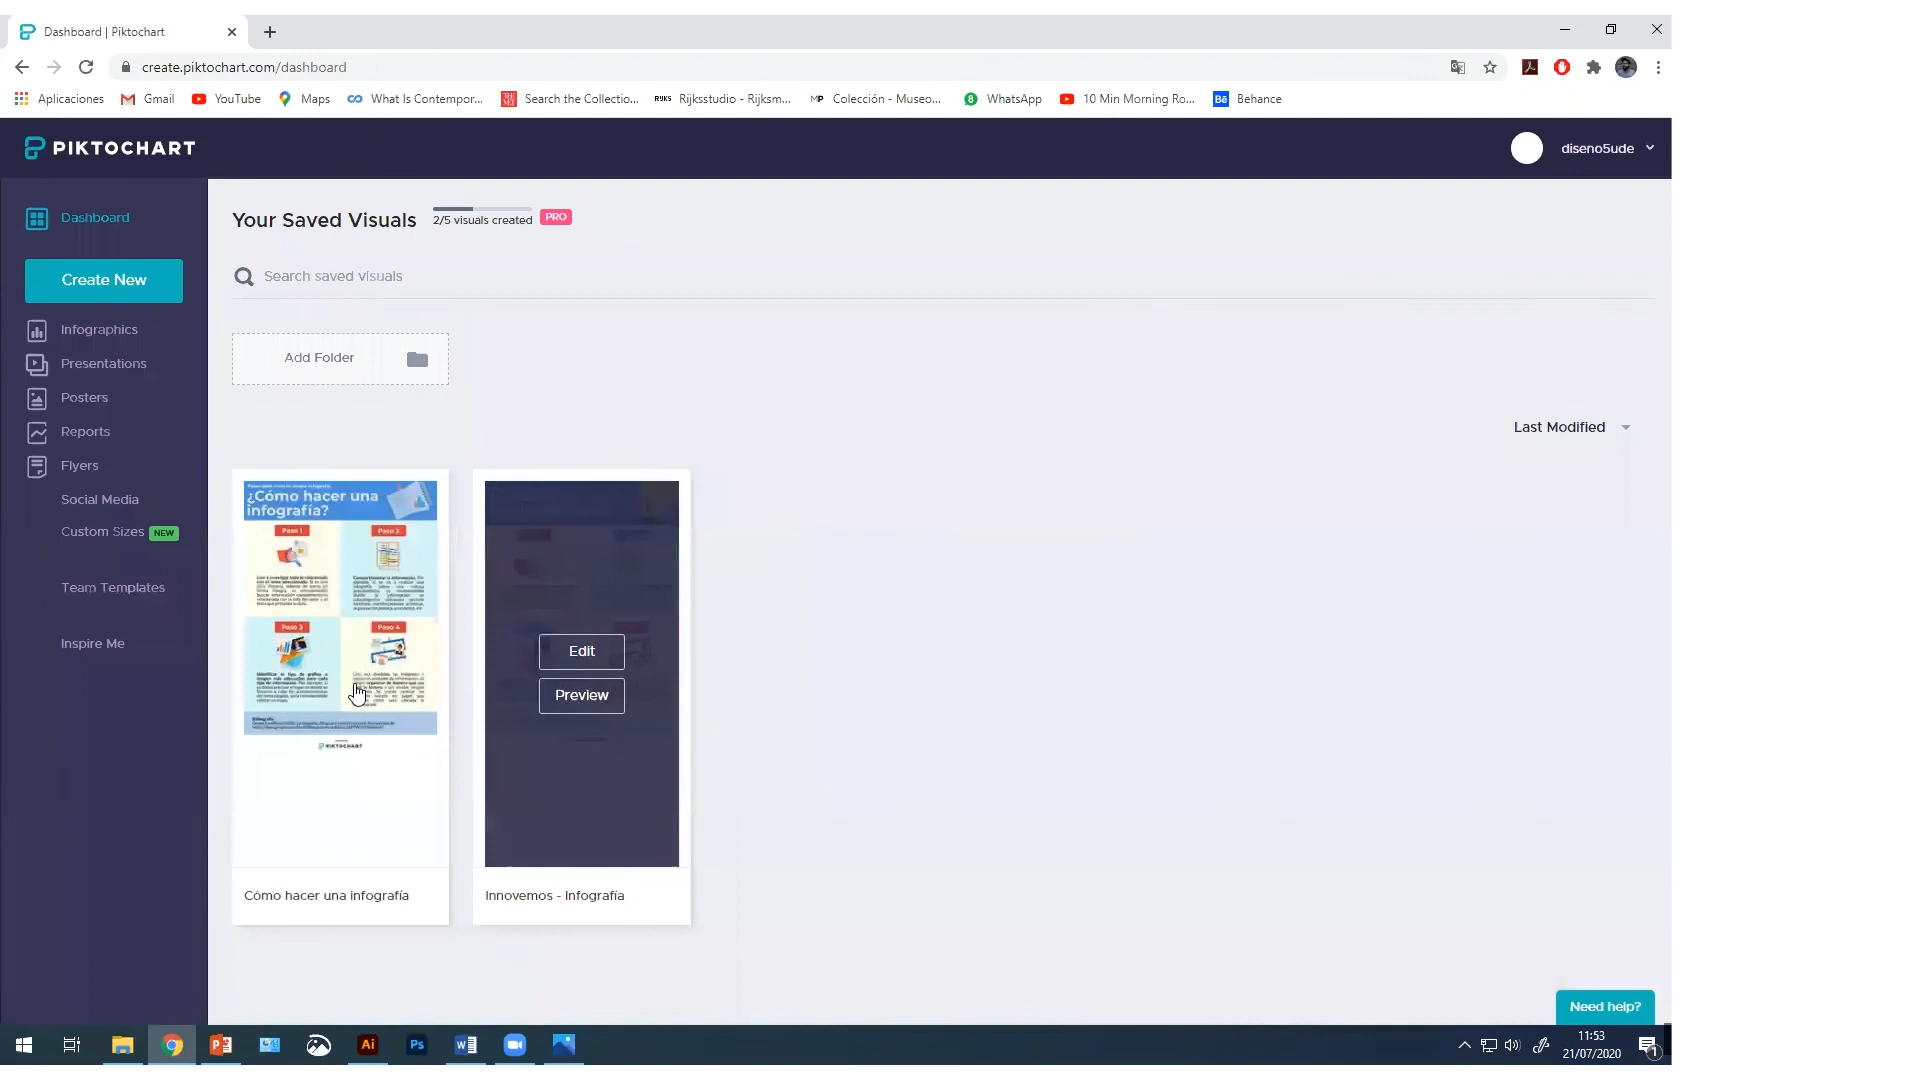 Dashboard | Piktochart
create.piktochart.com/dashboard
Aplicaciones Gmail YouTube Maps What Is Contempor... Search the Collectio... Rijksstudio - Rijksm... Colección - Museo... WhatsApp 10 Min Morning Ro... Behance
PIKTOCHART
diseno5ude
Dashboard
Create New
Infographics
Presentations
Posters
Reports
Flyers
Social Media
Custom Sizes NEW
Team Templates
Inspire Me
Your Saved Visuals 2/5 visuals created PRO
Search saved visuals
Add Folder
Last Modified
¿Cómo hacer una
infografía?
Paso 1 Paso 2
Paso 3 Paso 4
PIKTOCHART
Cómo hacer una infografía
Edit
Preview
Innovemos - Infografía
Need help?
11:53
21/07/2020